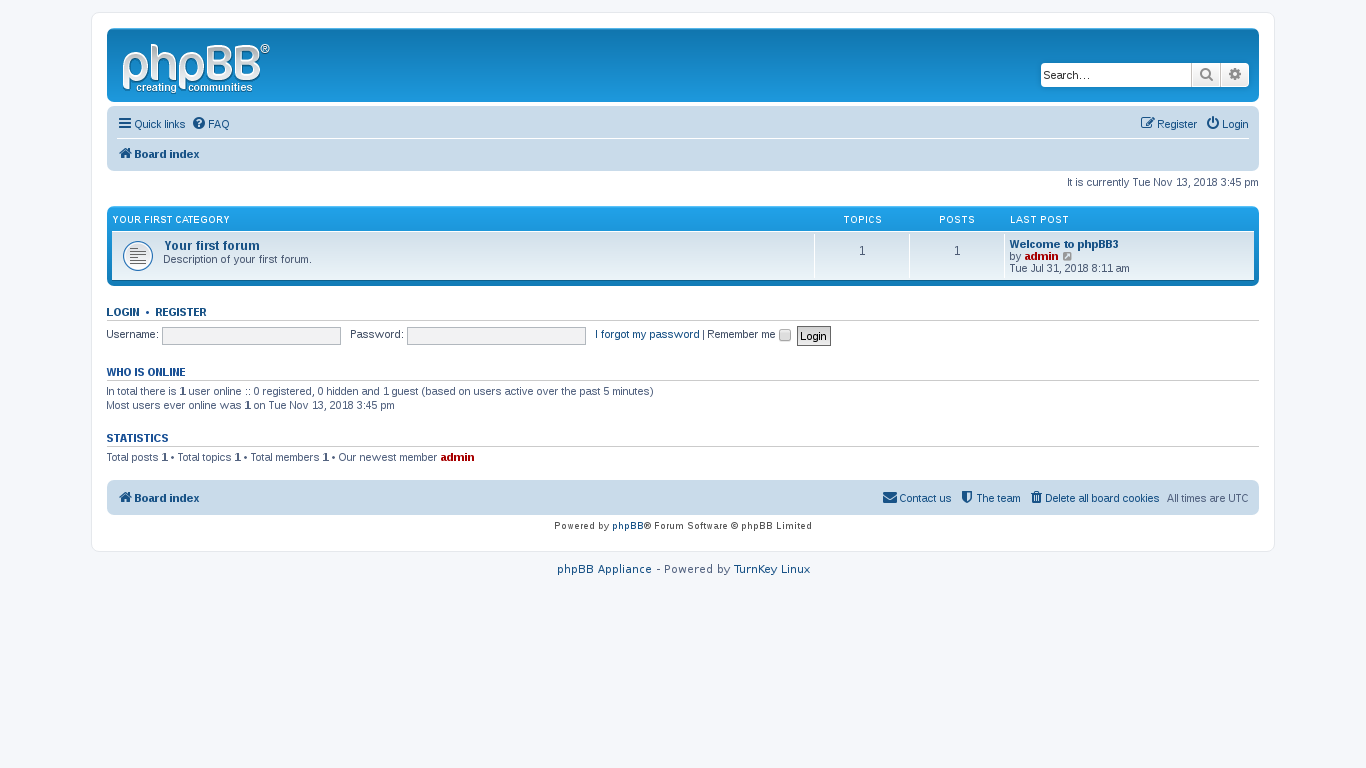 phpBB®
creating communities
Search…
Quick links FAQ Register Login
Board index
It is currently Tue Nov 13, 2018 3:45 pm
YOUR FIRST CATEGORY TOPICS POSTS LAST POST
Your first forum
Description of your first forum.
1 1
Welcome to phpBB3
by admin
Tue Jul 31, 2018 8:11 am
LOGIN • REGISTER
Username: Password: I forgot my password | Remember me Login
WHO IS ONLINE
In total there is 1 user online :: 0 registered, 0 hidden and 1 guest (based on users active over the past 5 minutes)
Most users ever online was 1 on Tue Nov 13, 2018 3:45 pm
STATISTICS
Total posts 1 • Total topics 1 • Total members 1 • Our newest member admin
Board index Contact us The team Delete all board cookies All times are UTC
Powered by phpBB® Forum Software © phpBB Limited
phpBB Appliance - Powered by TurnKey Linux